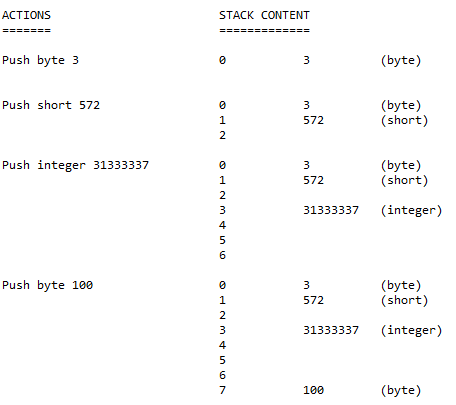 ACTIONS STACK CONTENT
======= =============
Push byte 3 0 3 (byte)
Push short 572 0 3 (byte)
1 572 (short)
2
Push integer 31333337 0 3 (byte)
1 572 (short)
2
3 31333337 (integer)
4
5
6
Push byte 100 0 3 (byte)
1 572 (short)
2
3 31333337 (integer)
4
5
6
7 100 (byte)